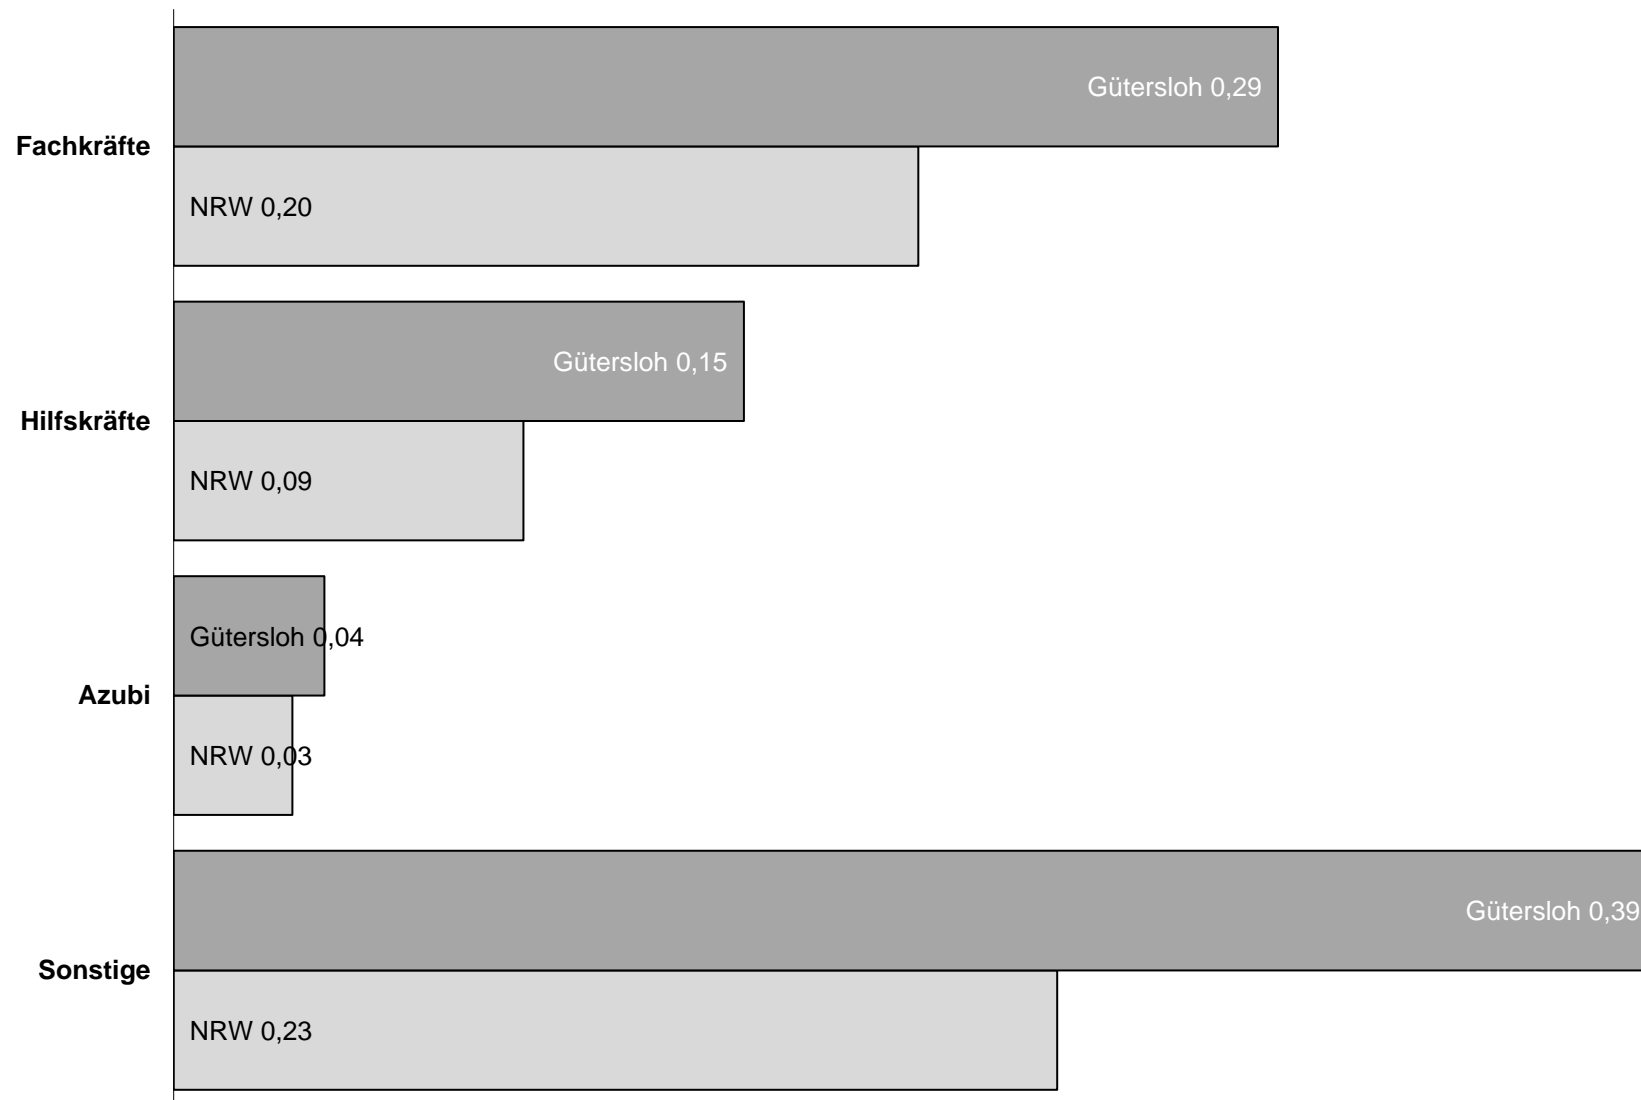 Gütersloh 0,29
Fachkräfte
NRW 0,20
Gütersloh 0,15
Hilfskräfte
NRW 0,09
Gütersloh 0,04
Azubi
NRW 0,03
Gütersloh 0,39
Sonstige
NRW 0,23